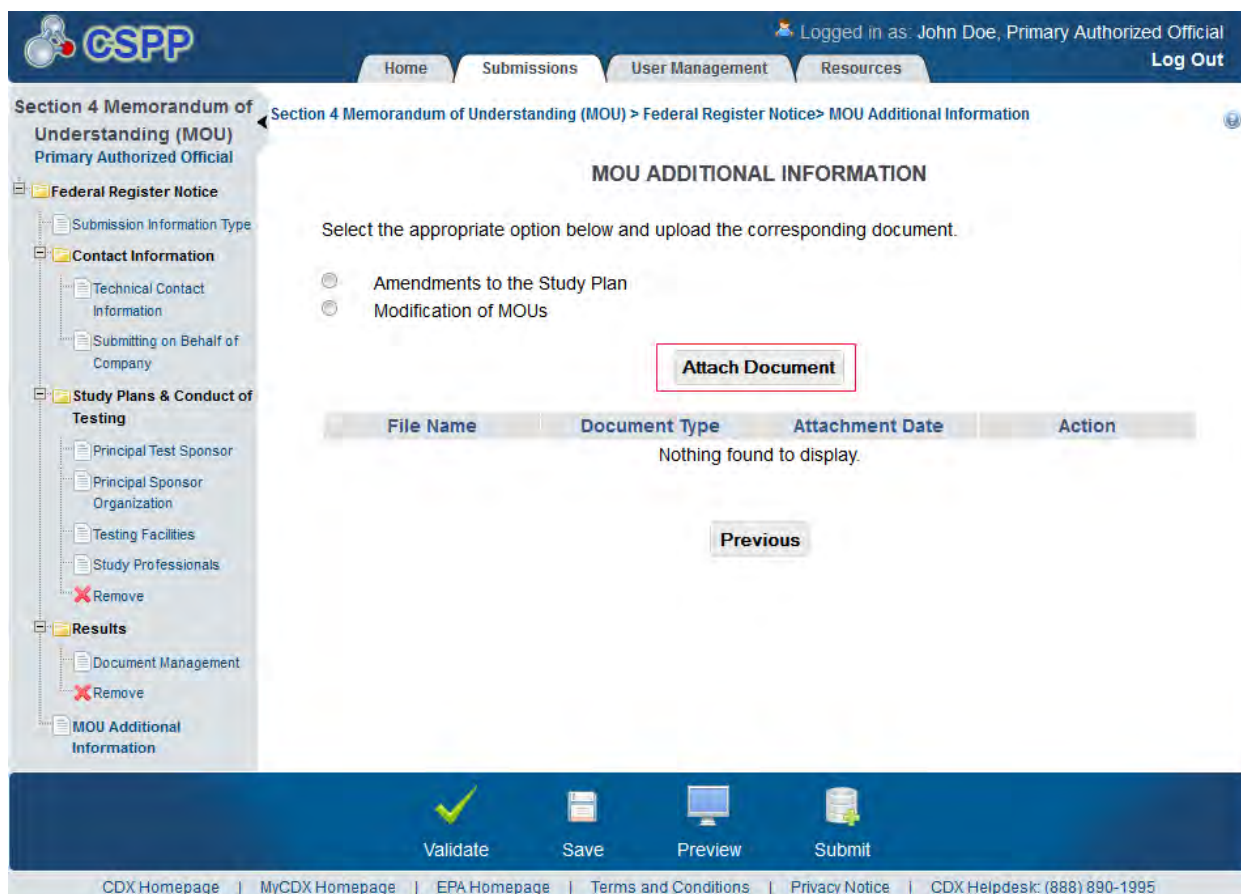 CSPP
Logged in as: John Doe, Primary Authorized Official
Log Out
Home
Submissions
User Management
Resources
Section 4 Memorandum of
Understanding (MOU)
Primary Authorized Official
Federal Register Notice
Submission Information Type
Contact Information
Technical Contact
Information
Submitting on Behalf of
Company
Study Plans & Conduct of
Testing
Principal Test Sponsor
Principal Sponsor
Organization
Testing Facilities
Study Professionals
Remove
Results
Document Management
Remove
MOU Additional
Information
Section 4 Memorandum of Understanding (MOU) > Federal Register Notice> MOU Additional Information
MOU ADDITIONAL INFORMATION
Select the appropriate option below and upload the corresponding document.
Amendments to the Study Plan
Modification of MOUs
Attach Document
File Name Document Type Attachment Date Action
Nothing found to display.
Previous
Validate Save Preview Submit
CDX Homepage | MyCDX Homepage | EPA Homepage | Terms and Conditions | Privacy Notice | CDX Helpdesk: (888) 890-1995